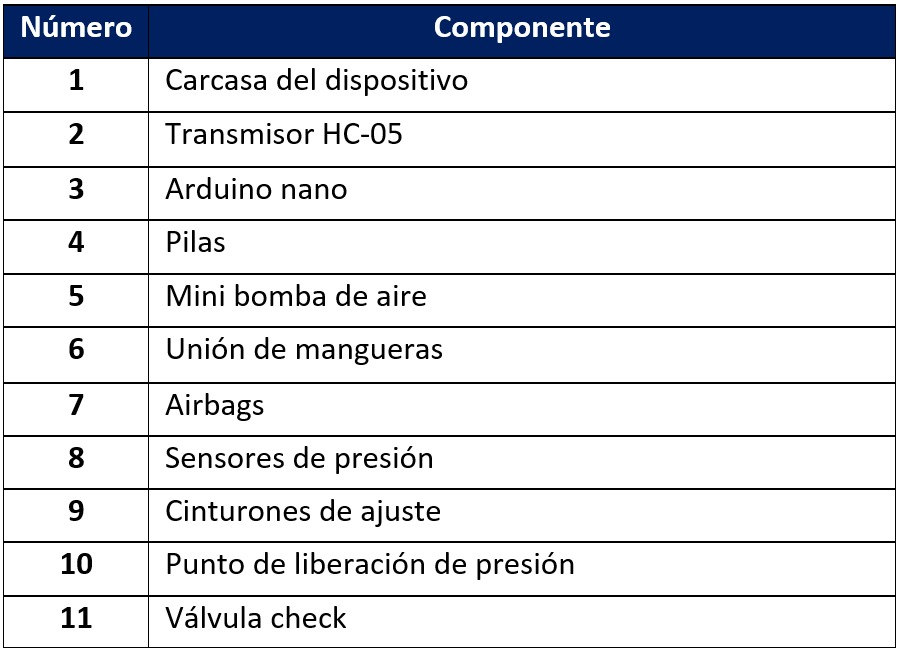 Número Componente
1 Carcasa del dispositivo
2 Transmisor HC-05
3 Arduino nano
4 Pilas
5 Mini bomba de aire
6 Unión de mangueras
7 Airbags
8 Sensores de presión
9 Cinturones de ajuste
10 Punto de liberación de presión
11 Válvula check